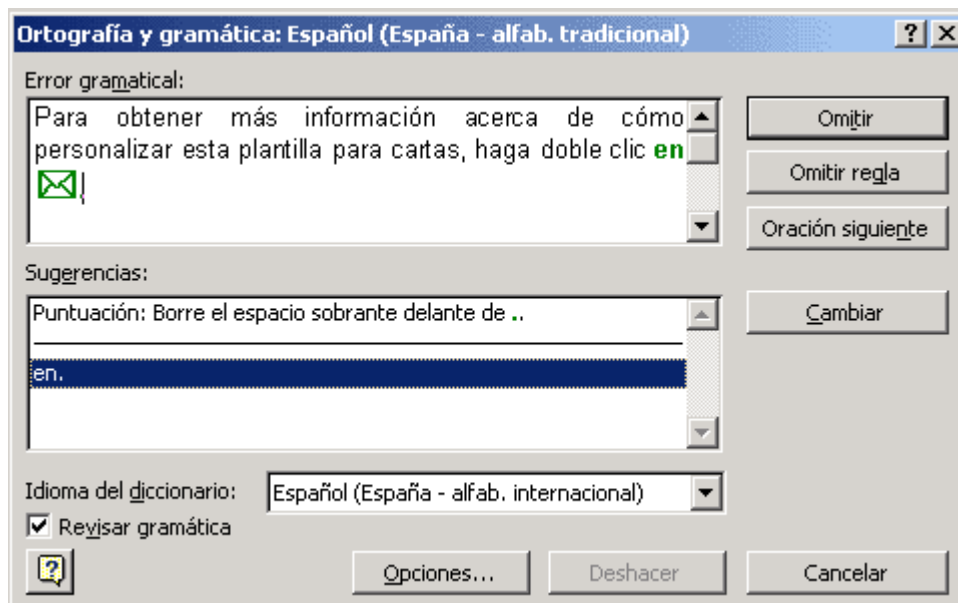 Ortografía y gramática: Español (España - alfab. tradicional)
Error gramatical:
Para obtener más información acerca de cómo
personalizar esta plantilla para cartas, haga doble clic en
.
Omitir
Omitir regla
Oración siguiente
Sugerencias:
Puntuación: Borre el espacio sobrante delante de ..
en.
Cambiar
Idioma del diccionario:
Español (España - alfab. internacional)
Revisar gramática
Opciones...
Deshacer
Cancelar